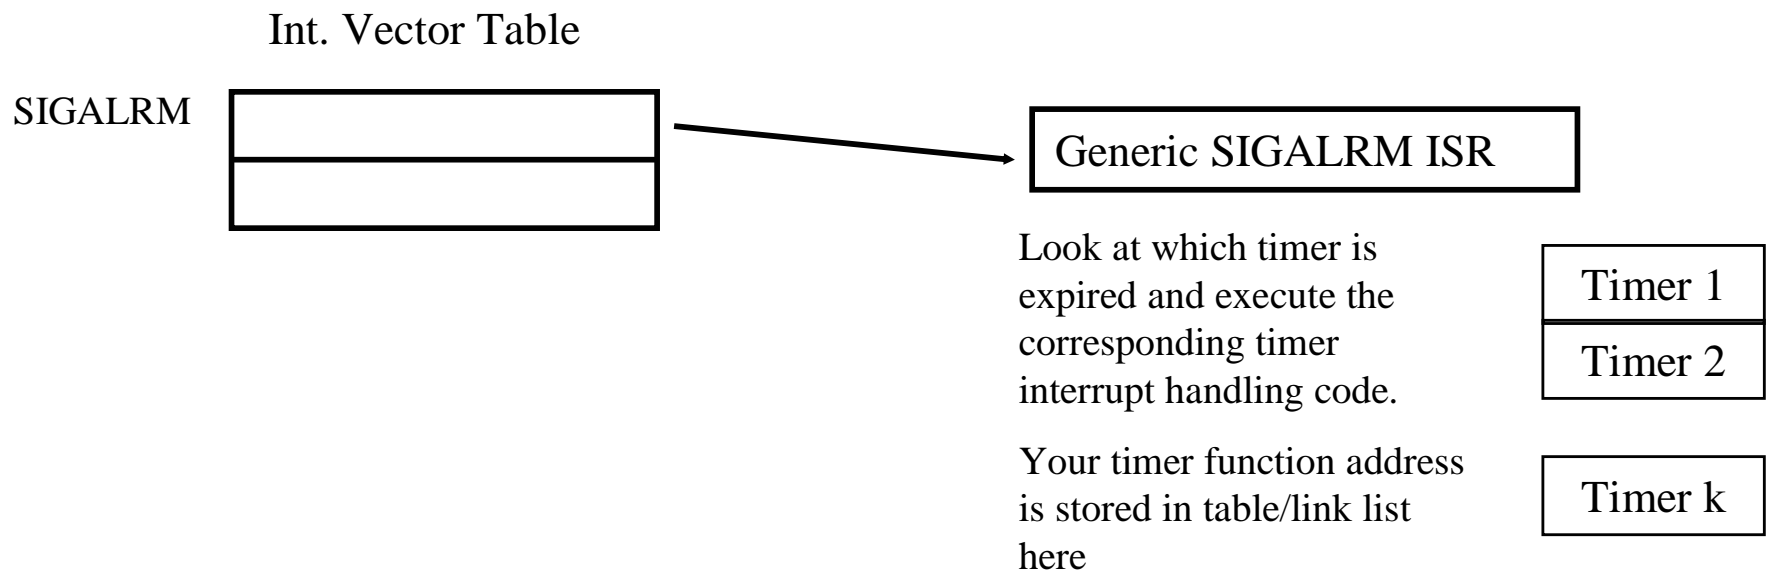 Int. Vector Table
SIGALRM
Generic SIGALRM ISR
Look at which timer is
expired and execute the
corresponding timer
interrupt handling code.
Timer 1
Timer 2
Your timer function address
is stored in table/link list
here
Timer k